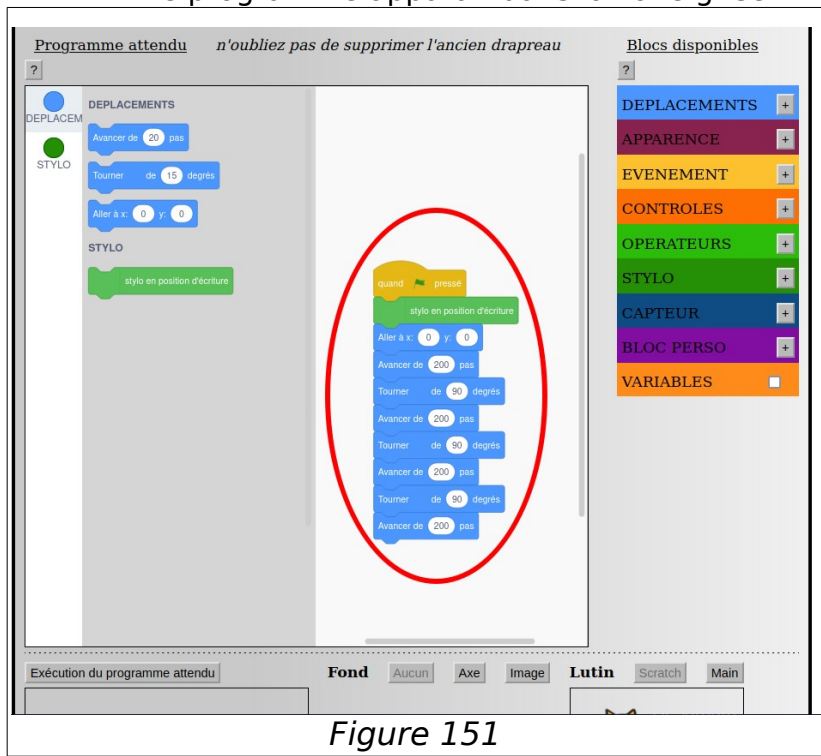 Programme attendu n'oubliez pas de supprimer l'ancien drapreau Blocs disponibles
? ?
DEPLACEM
STYLO
DEPLACEMENTS
Avancer de 20 pas
Tourner de 15 degrés
Aller à x: 0 y: 0
STYLO
stylo en position d'écriture
quand pressé
stylo en position d'écriture
Aller à x: 0 y: 0
Avancer de 200 pas
Tourner de 90 degrés
Avancer de 200 pas
Tourner de 90 degrés
Avancer de 200 pas
Tourner de 90 degrés
Avancer de 200 pas
DEPLACEMENTS +
APPARENCE +
EVENEMENT +
CONTROLES +
OPERATEURS +
STYLO +
CAPTEUR +
BLOC PERSO +
VARIABLES
Exécution du programme attendu Fond Aucun Axe Image Lutin Scratch Main
Figure 151